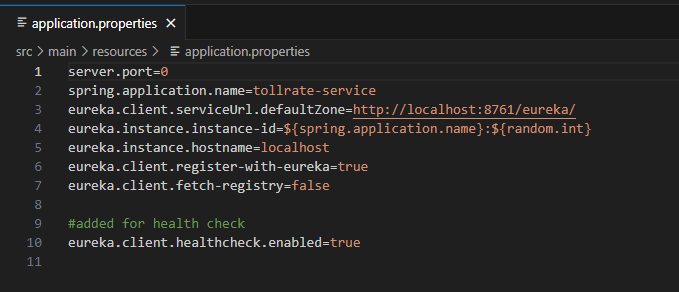 application.properties
src > main > resources > application.properties
1 server.port=0
2 spring.application.name=tollrate-service
3 eureka.client.serviceUrl.defaultZone=http://localhost:8761/eureka/
4 eureka.instance.instance-id=${spring.application.name}:${random.int}
5 eureka.instance.hostname=localhost
6 eureka.client.register-with-eureka=true
7 eureka.client.fetch-registry=false
8
9 #added for health check
10 eureka.client.healthcheck.enabled=true
11